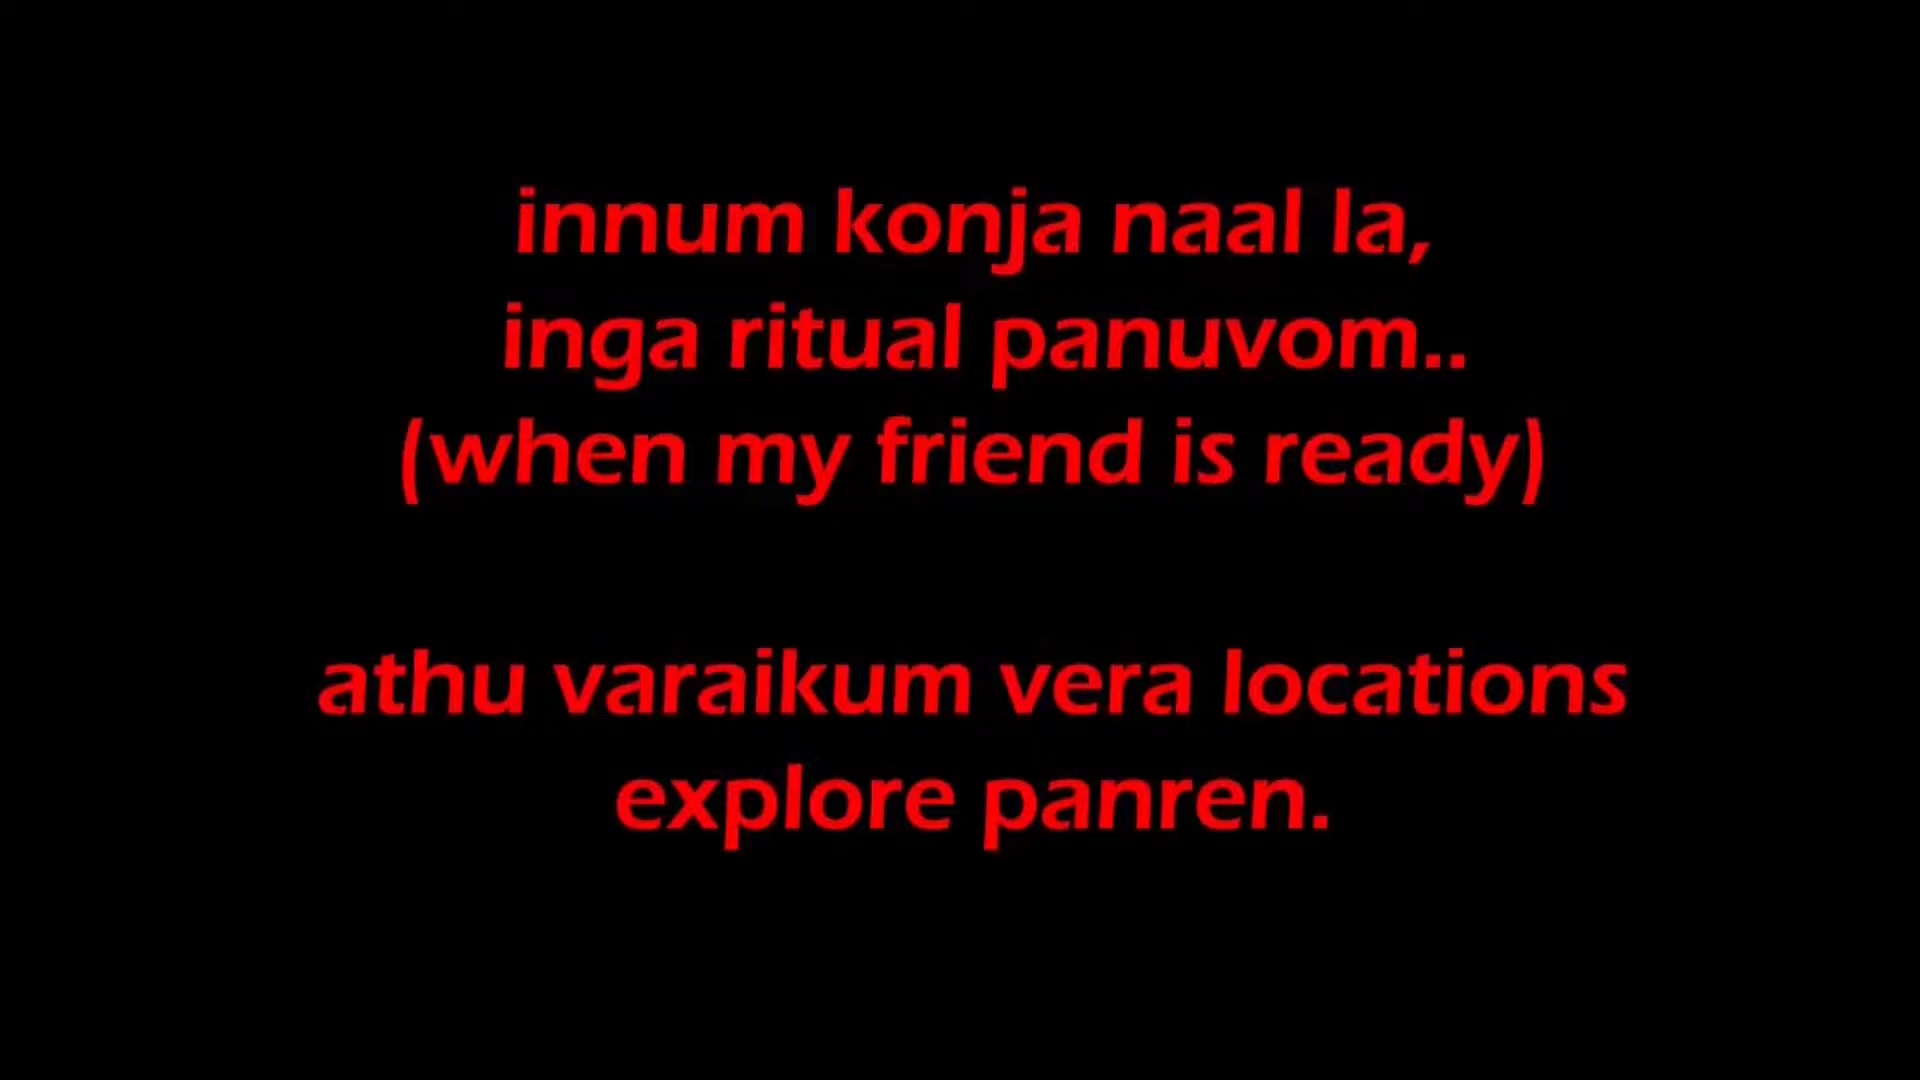 innum konja naal la,
inga ritual panuvom..
(when my friend is ready)
athu varaikum vera locations
explore panren.